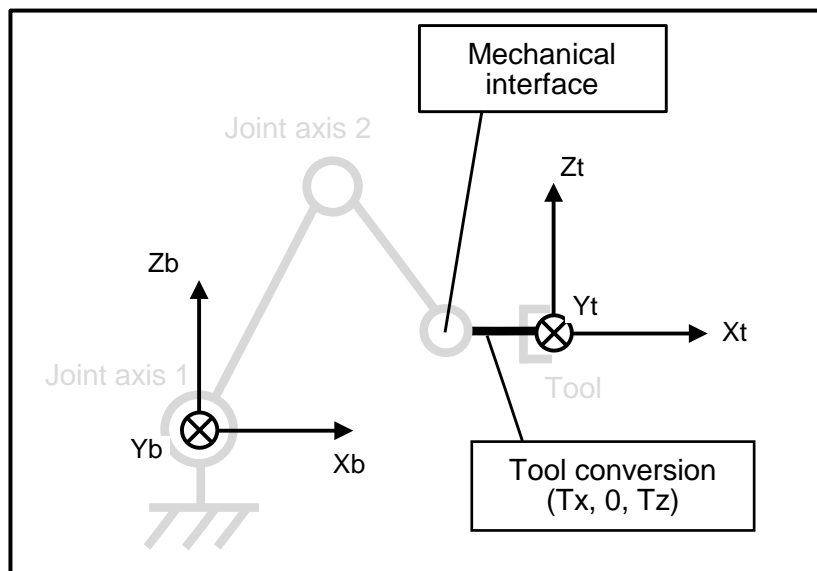 Mechanical
interface
Joint axis 2
Zt
Zb
Yt
Xt
Joint axis 1
Tool
Yb
Xb
Tool conversion
(Tx, 0, Tz)